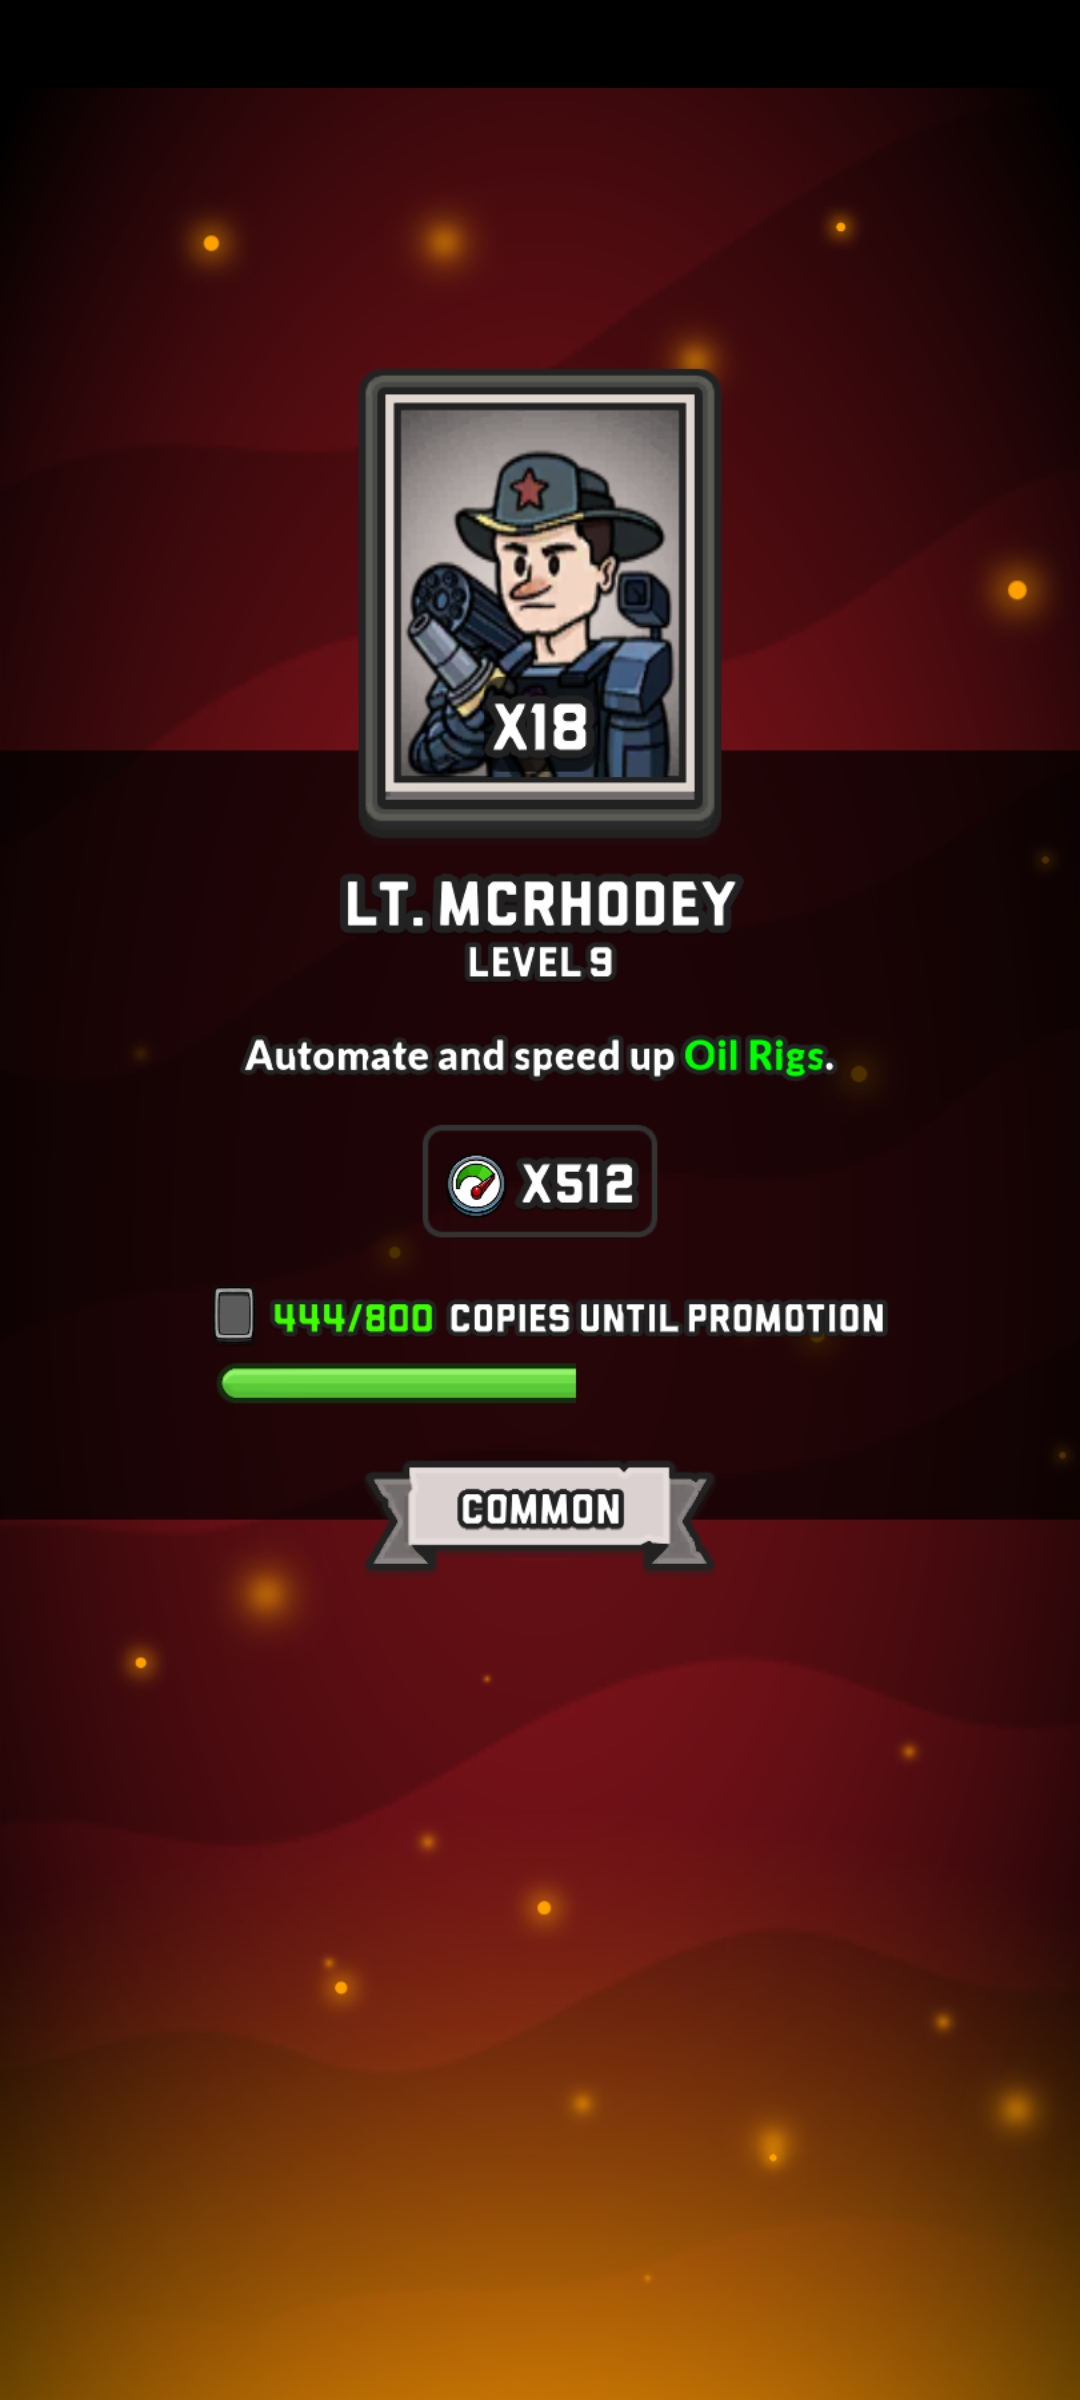 X18
LT. MCRHODEY
LEVEL 9
Automate and speed up Oil Rigs.
X512
444/800 COPIES UNTIL PROMOTION
COMMON